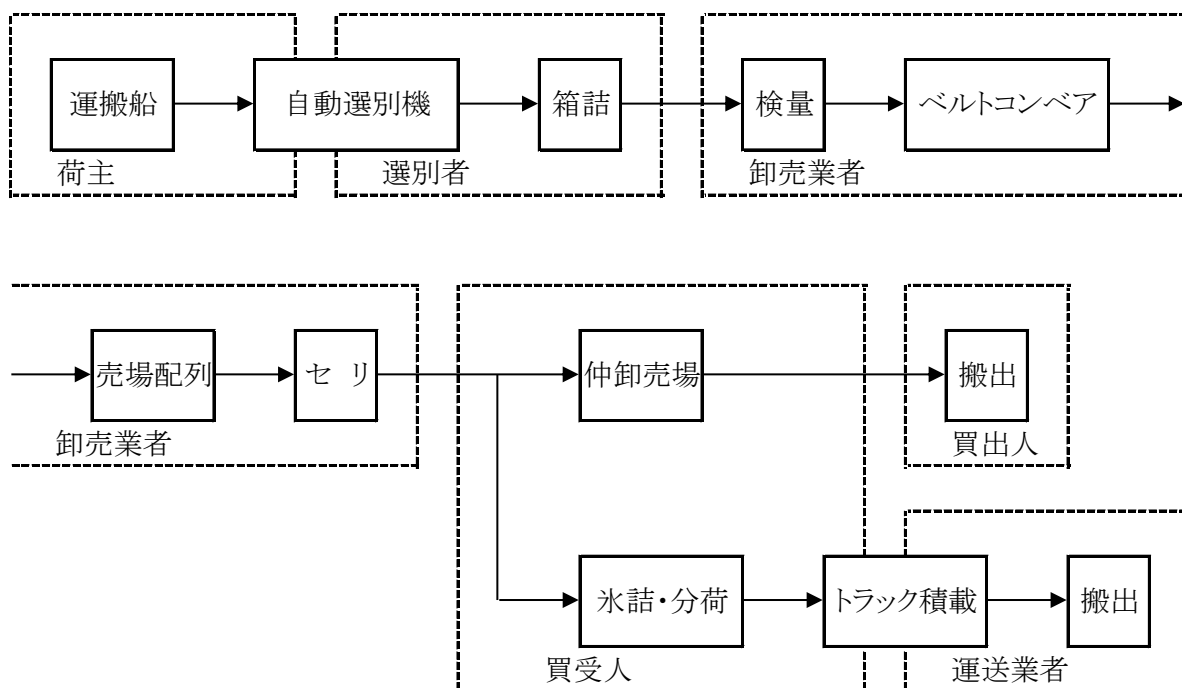 運搬船
自動選別機
箱詰
検量
ベルトコンベア
荷主
選別者
卸売業者
売場配列
セ リ
仲卸売場
搬出
卸売業者
買出人
氷詰・分荷
トラック積載
搬出
買受人
運送業者